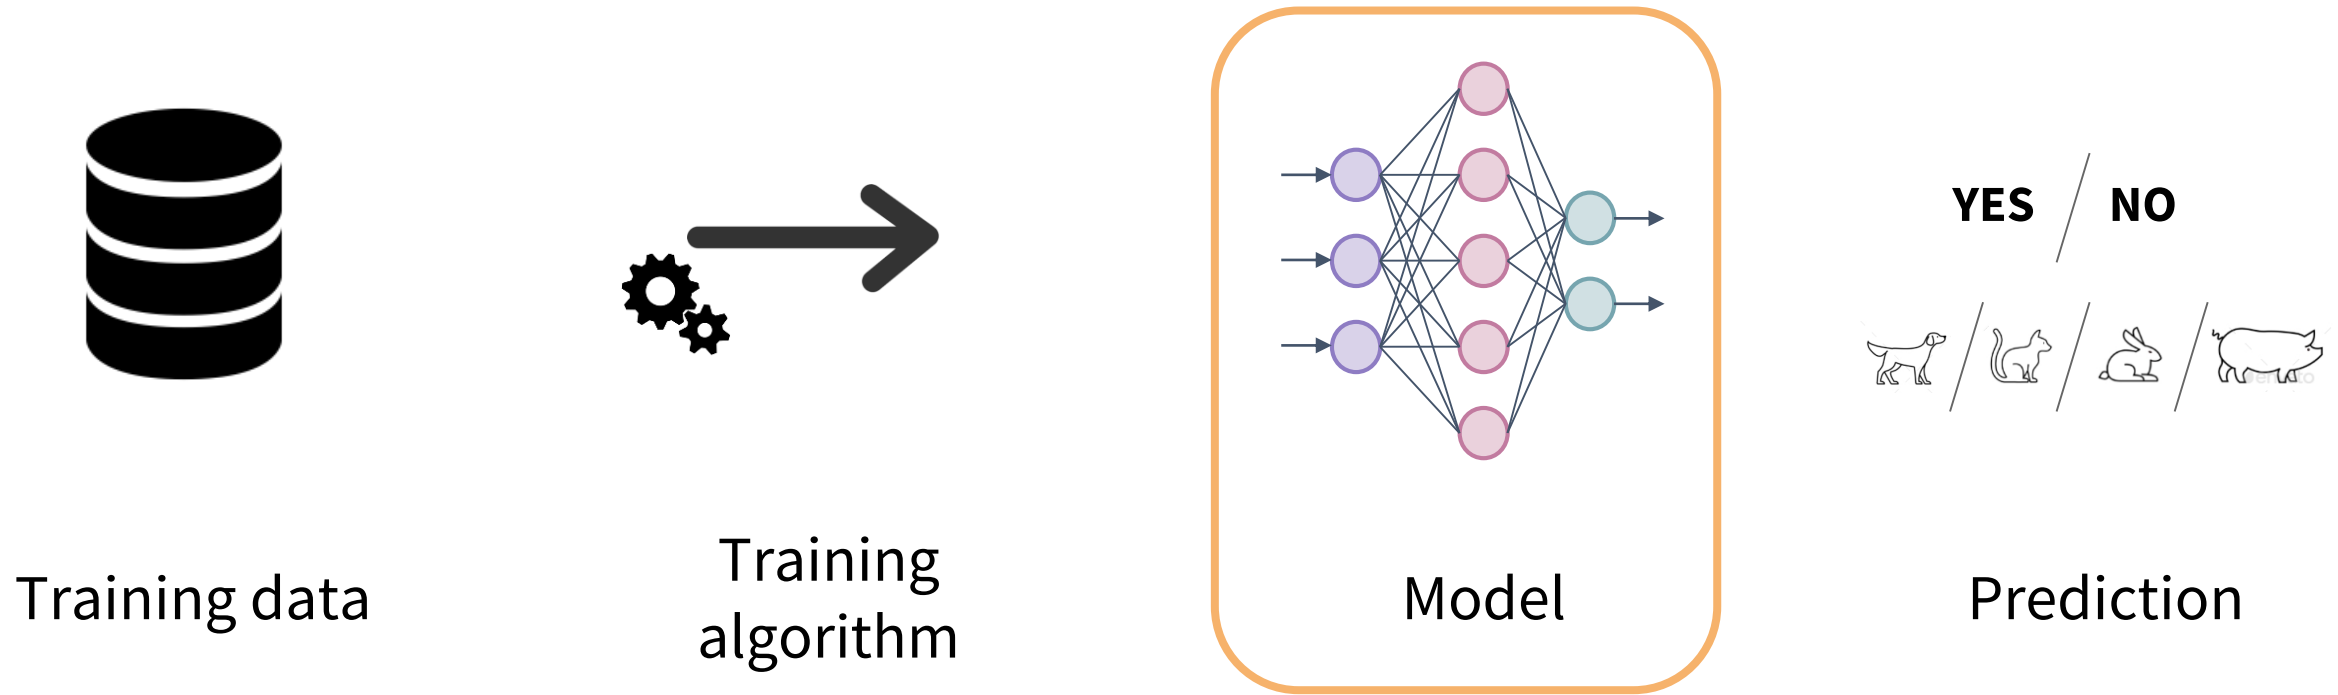 YES / NO
Training data
Training
algorithm
Model
Prediction